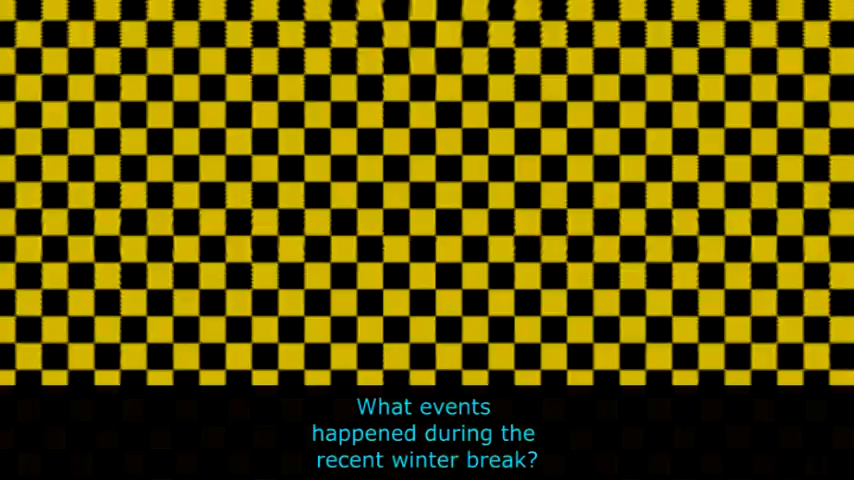 What events
happened during the
recent winter break?